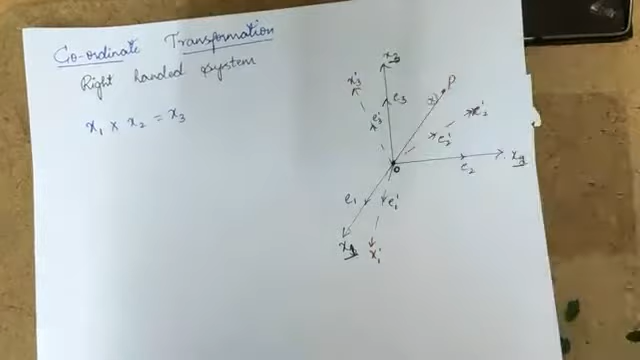 Co-ordinate Transformation
Right handed system
x₁ × x₂ = x₃
x₃
x₃'
P
e₃
x
e₃'
x₂'
e₂'
o
e₂
x₂
e₁
e₁'
x₁
x₁'